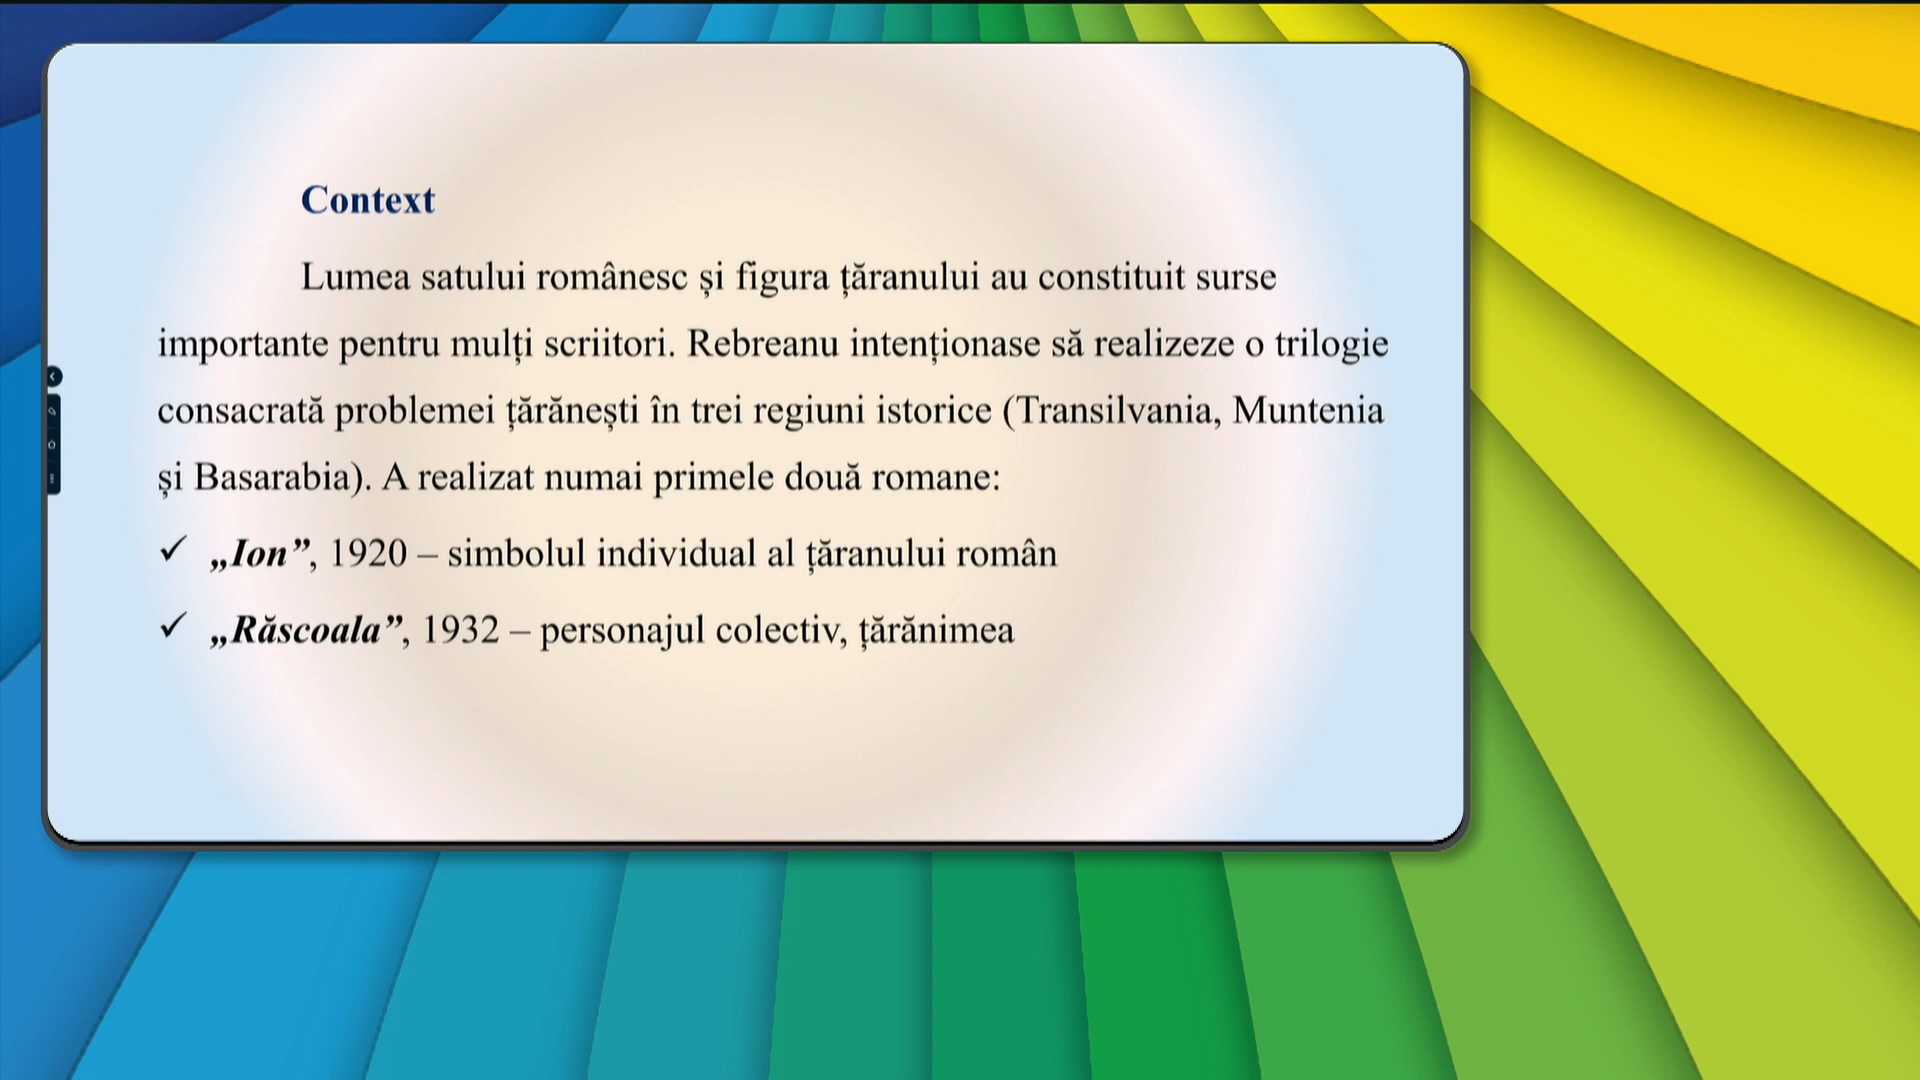 Context
Lumea satului românesc și figura țăranului au constituit surse
importante pentru mulți scriitori. Rebreanu intenționase să realizeze o trilogie
consacrată problemei țărănești în trei regiuni istorice (Transilvania, Muntenia
și Basarabia). A realizat numai primele două romane:
✓ „Ion”, 1920 – simbolul individual al țăranului român
✓ „Răscoala”, 1932 – personajul colectiv, țărănimea